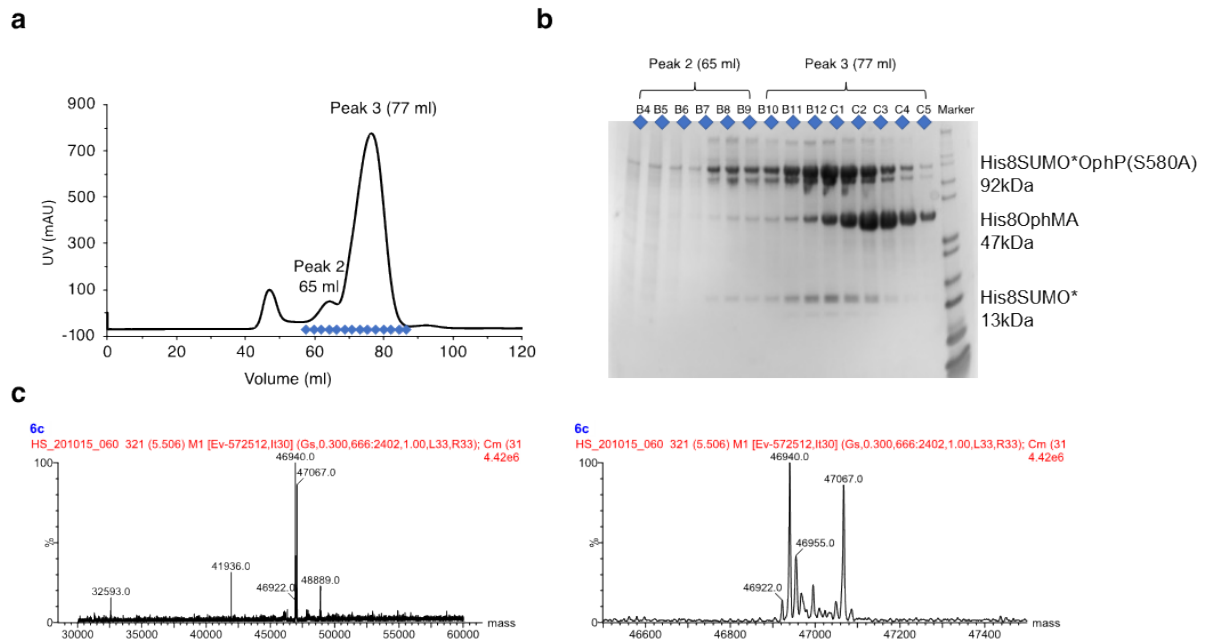 a
900
700
500
300
100
-100
UV (mAU)
Peak 3 (77 ml)
Peak 2
65 ml
0 20 40 60 80 100 120
Volume (ml)
b
Peak 2 (65 ml) Peak 3 (77 ml)
B4 B5 B6 B7 B8 B9 B10 B11 B12 C1 C2 C3 C4 C5 Marker
His8SUMO*OphP(S580A)
92kDa
His8OphMA
47kDa
His8SUMO*
13kDa
c
6c
HS_201015_060 321 (5.506) M1 [Ev-572512,It30] (Gs,0.300,666:2402,1.00,L33,R33); Cm (31
4.42e6
100
%
0
46940.0
47067.0
41936.0
32593.0
46922.0
48889.0
30000 35000 40000 45000 50000 55000 60000 mass
6c
HS_201015_060 321 (5.506) M1 [Ev-572512,It30] (Gs,0.300,666:2402,1.00,L33,R33); Cm (31
4.42e6
100
%
0
46940.0
47067.0
46955.0
46922.0
46600 46800 47000 47200 47400 mass